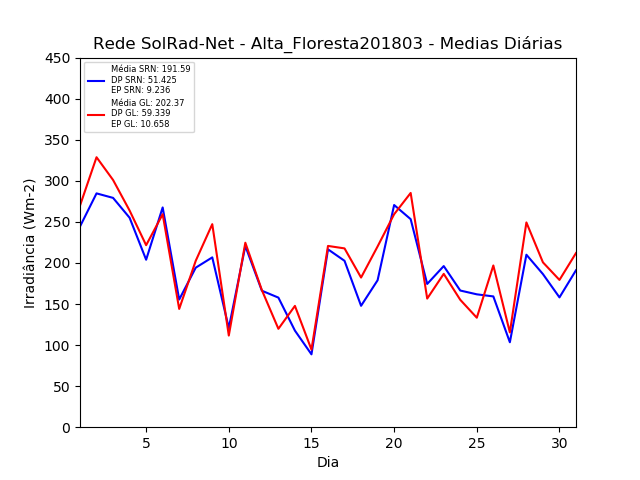 Rede SolRad-Net - Alta_Floresta201803 - Medias Diárias
450
400
350
300
250
200
150
100
50
0
Irradiância (Wm-2)
Média SRN: 191.59
DP SRN: 51.425
EP SRN: 9.236
Média GL: 202.37
DP GL: 59.339
EP GL: 10.658
5
10
15
20
25
30
Dia